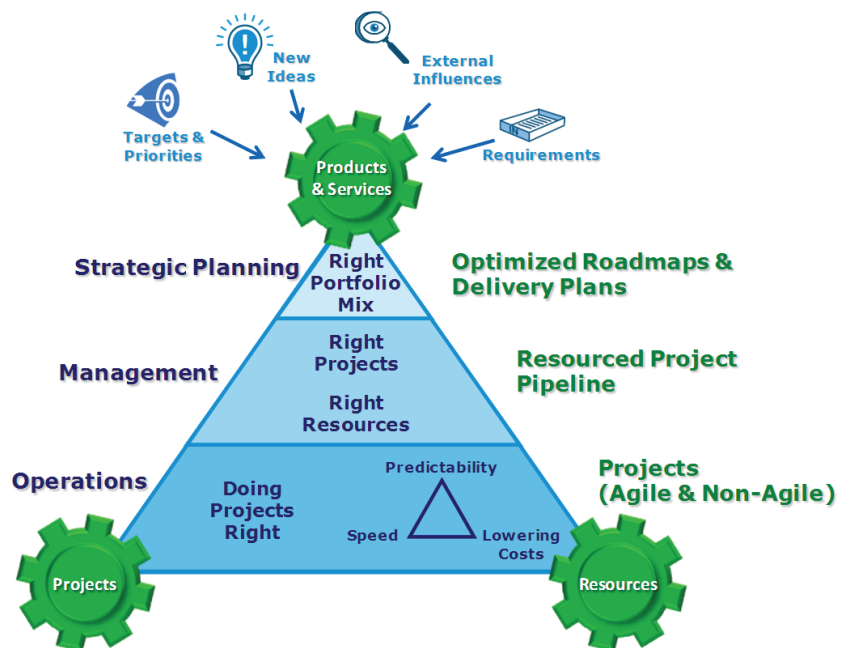 New
Ideas
External
Influences
Targets &
Priorities
IN
Requirements
Products
& Services
Strategic Planning
Right
Portfolio
Mix
Optimized Roadmaps &
Delivery Plans
Management
Right
Projects
Right
Resources
Resourced Project
Pipeline
Operations
Doing
Projects
Right
Predictability
Speed
Lowering
Costs
Projects
(Agile & Non-Agile)
Projects
Resources